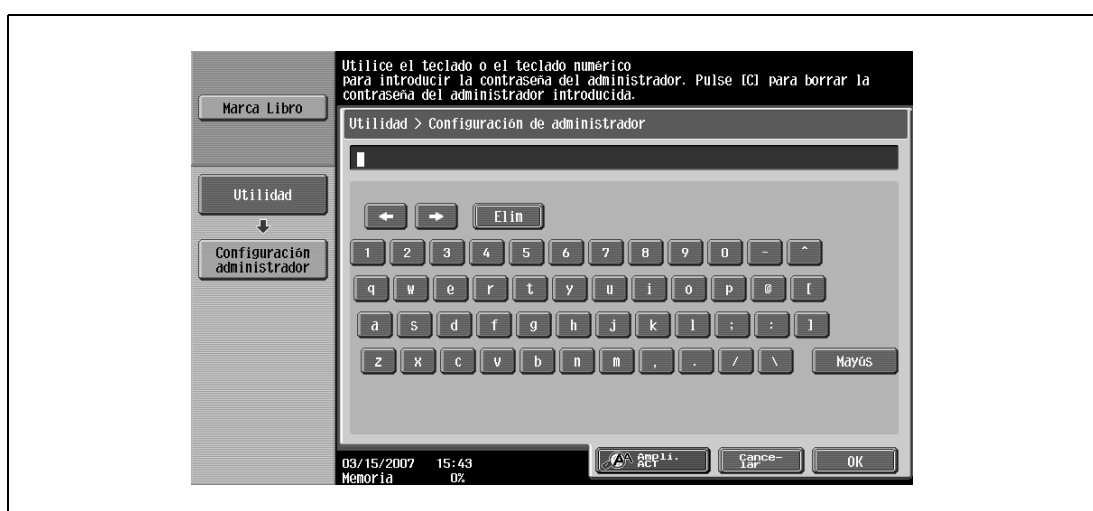 Utilice el teclado o el teclado numérico
para introducir la contraseña del administrador. Pulse [C] para borrar la
contraseña del administrador introducida.
Marca Libro
Utilidad > Configuración de administrador
Utilidad
Configuración
administrador
Elim
1 2 3 4 5 6 7 8 9 0 - ^
q w e r t y u i o p @ [
a s d f g h j k l ; : ]
z x c v b n m , . / \ Mayús
Ampli.
ACT
Cance-
lar
OK
03/15/2007 15:43
Memoria 0%